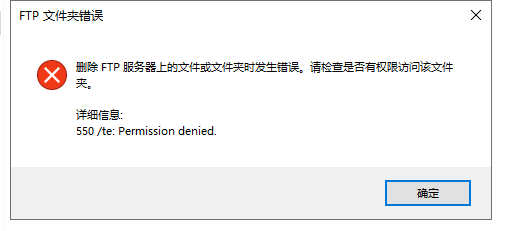 FTP 文件夹错误
删除 FTP 服务器上的文件或文件夹时发生错误。请检查是否有权限访问该文件
夹。
详细信息:
550 /te: Permission denied.
确定